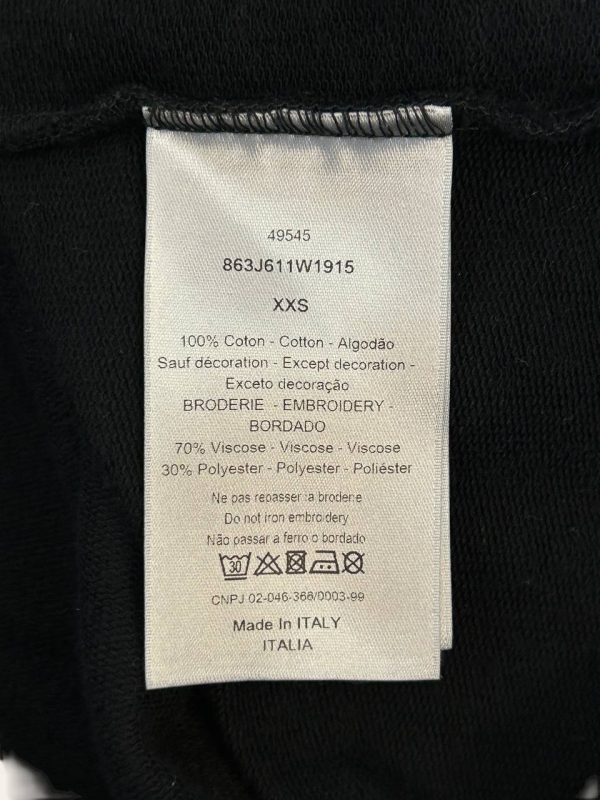 49545
863J611W1915
XXS
100% Coton - Cotton - Algodão
Sauf décoration - Except decoration -
Exceto decoração
BRODERIE - EMBROIDERY -
BORDADO
70% Viscose - Viscose - Viscose
30% Polyester - Polyester - Poliéster
Ne pas repasser la broderie
Do not iron embroidery
Não passar a ferro o bordado
30
CNPJ 02-046-366/0003-99
Made In ITALY
ITALIA